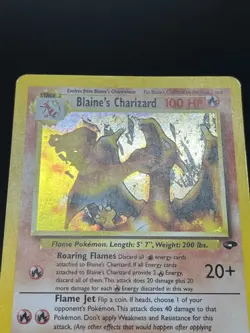 STAGE 2
Evolves from Blaine's Charmeleon
Blaine's Charizard 100 HP
Flame Pokémon. Length: 5' 7", Weight: 200 lbs.
Roaring Flames Discard all energy cards
attached to Blaine's Charizard. If all Energy cards
attached to Blaine's Charizard provide Energy,
discard all of them. This attack does 20 damage plus 20
more damage for each Energy discarded in this way.
20+
Flame Jet Flip a coin. If heads, choose 1 of your
opponent's Pokémon. This attack does 40 damage to that
Pokémon. Don't apply Weakness and Resistance for this
attack. (Any other effects that would happen after applying